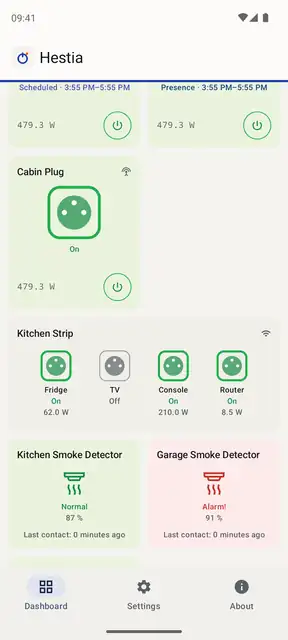 09:41
Hestia
Scheduled · 3:55 PM–5:55 PM
Presence · 3:55 PM–5:55 PM
479.3 W
479.3 W
Cabin Plug
On
479.3 W
Kitchen Strip
Fridge
On
62.0 W
TV
Off
Console
On
210.0 W
Router
On
8.5 W
Kitchen Smoke Detector
Normal
87 %
Last contact: 0 minutes ago
Garage Smoke Detector
Alarm!
91 %
Last contact: 0 minutes ago
Dashboard
Settings
About